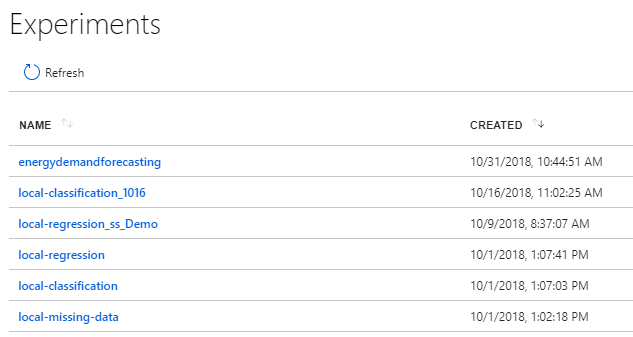 Experiments
Refresh
NAME CREATED
energydemandforecasting 10/31/2018, 10:44:51 AM
local-classification_1016 10/16/2018, 11:02:25 AM
local-regression_ss_Demo 10/9/2018, 8:37:07 AM
local-regression 10/1/2018, 1:07:41 PM
local-classification 10/1/2018, 1:07:03 PM
local-missing-data 10/1/2018, 1:02:18 PM